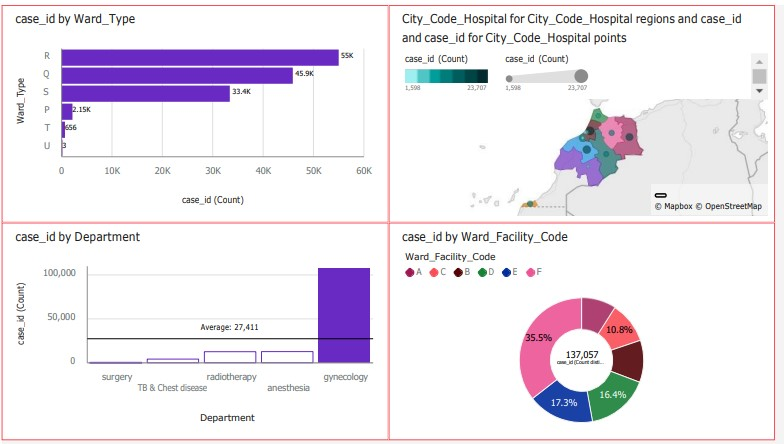 case_id by Ward_Type
Ward_Type
R
55K
Q
45.9K
S
33.4K
P
2.15K
T
656
U
3
0
10K
20K
30K
40K
50K
60K
case_id (Count)
City_Code_Hospital for City_Code_Hospital regions and case_id
and case_id for City_Code_Hospital points
case_id (Count)
case_id (Count)
1,598
23,707
1,598
23,707
© Mapbox © OpenStreetMap
case_id by Department
case_id (Count)
100,000
50,000
0
Average: 27,411
surgery
TB & Chest disease
radiotherapy
anesthesia
gynecology
Department
case_id by Ward_Facility_Code
Ward_Facility_Code
A
C
B
D
E
F
35.5%
10.8%
137,057
case_id (Count disti...
17.3%
16.4%